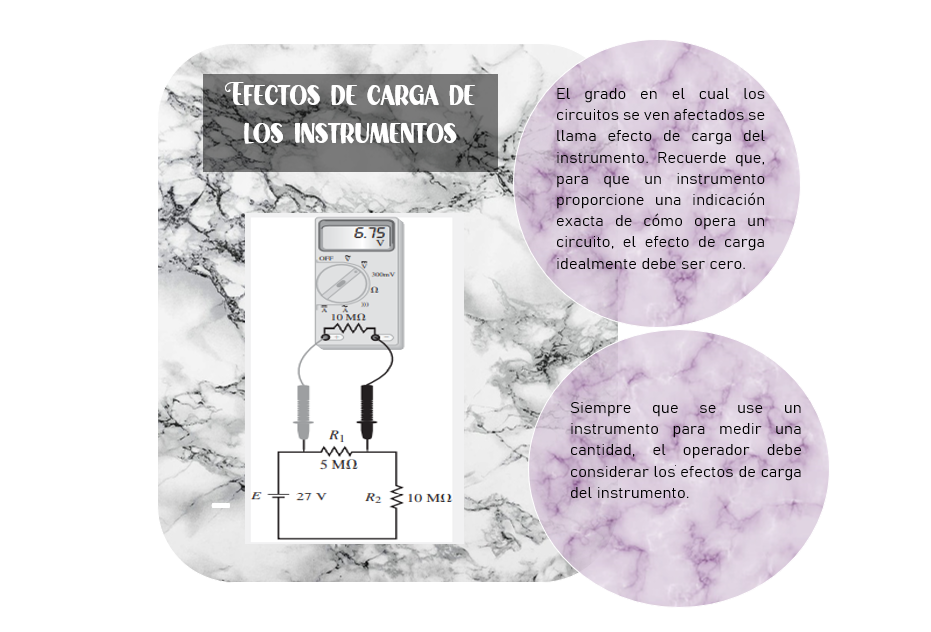 EFECTOS DE CARGA DE
LOS INSTRUMENTOS
El grado en el cual los
circuitos se ven afectados se
llama efecto de carga del
instrumento. Recuerde que,
para que un instrumento
proporcione una indicación
exacta de cómo opera un
circuito, el efecto de carga
idealmente debe ser cero.
6.75
V
OFF
V
V
300mV
Ω
A
A
10 MΩ
+
−
R1
5 MΩ
E
27 V
R2
10 MΩ
Siempre que se use un
instrumento para medir una
cantidad, el operador debe
considerar los efectos de carga
del instrumento.